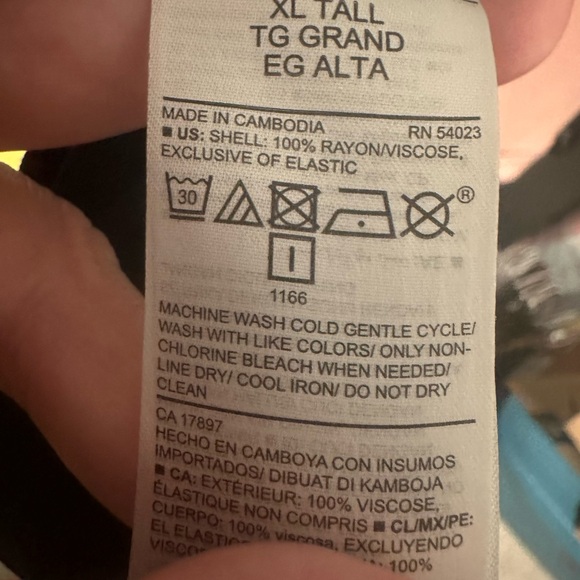 XL TALL
TG GRAND
EG ALTA
MADE IN CAMBODIA RN 54023
■ US: SHELL: 100% RAYON/VISCOSE,
EXCLUSIVE OF ELASTIC
30 ®
1166
MACHINE WASH COLD GENTLE CYCLE/
WASH WITH LIKE COLORS/ ONLY NON-
CHLORINE BLEACH WHEN NEEDED/
LINE DRY/ COOL IRON/ DO NOT DRY
CLEAN
CA 17897
HECHO EN CAMBOYA CON INSUMOS
IMPORTADOS/ DIBUAT DI KAMBOJA
■ CA: EXTÉRIEUR: 100% VISCOSE,
ÉLASTIQUE NON COMPRIS ■ CL/MX/PE:
CUERPO: 100% viscosa, EXCLUYENDO
EL
100%